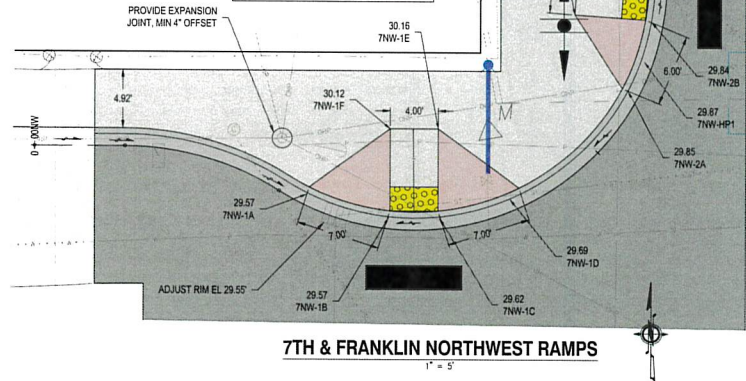 PROVIDE EXPANSION
JOINT, MIN 4" OFFSET
30.16
7NW-1E
29.84
7NW-2B
6.00'
4.92'
30.12
7NW-1F
4.00'
M
29.87
7NW-HP1
0+00NW
29.85
7NW-2A
29.57
7NW-1A
7.00'
7.00'
29.69
7NW-1D
ADJUST RIM EL 29.55'
29.57
7NW-1B
29.62
7NW-1C
7TH & FRANKLIN NORTHWEST RAMPS
1" = 5'